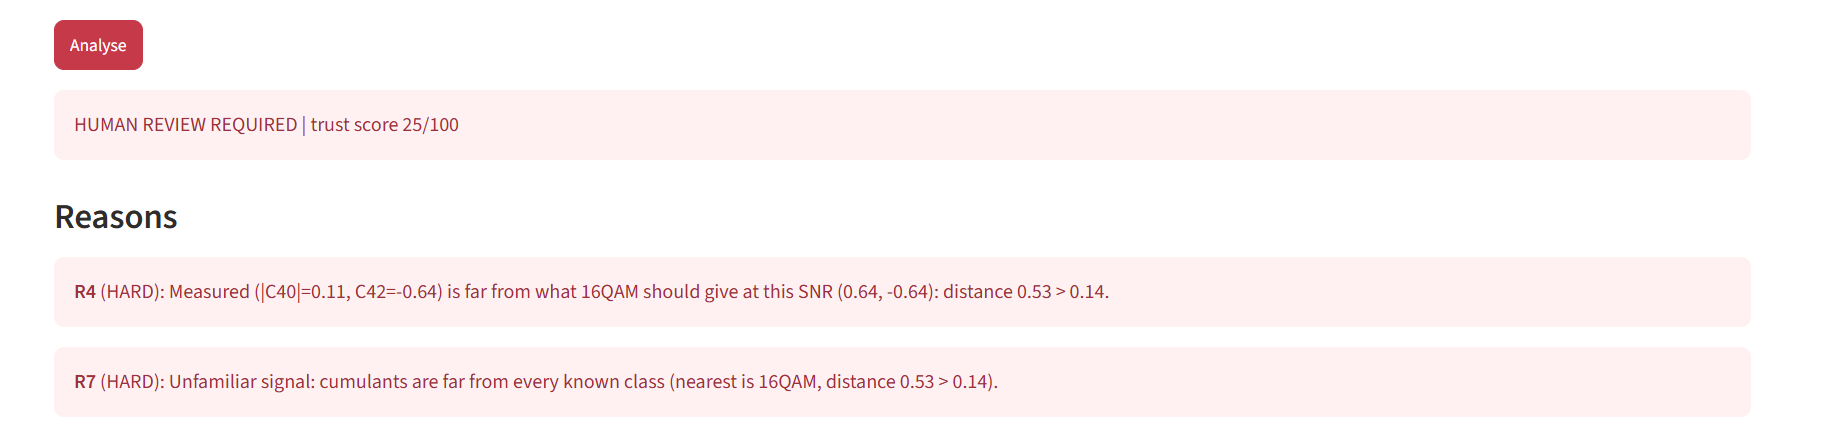 Analyse
HUMAN REVIEW REQUIRED | trust score 25/100
Reasons
R4 (HARD): Measured (|C40|=0.11, C42=-0.64) is far from what 16QAM should give at this SNR (0.64, -0.64): distance 0.53 > 0.14.
R7 (HARD): Unfamiliar signal: cumulants are far from every known class (nearest is 16QAM, distance 0.53 > 0.14).